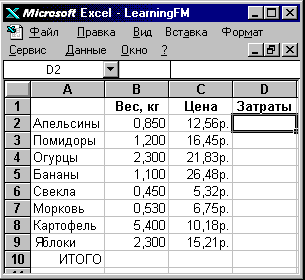 Microsoft Excel - LearningFM
Файл Правка Вид Вставка Формат
Сервис Данные Окно ?
D2
A B C D
1 Вес, кг Цена Затраты
2 Апельсины 0,850 12,56р.
3 Помидоры 1,200 16,45р.
4 Огурцы 2,300 21,83р.
5 Бананы 1,100 26,48р.
6 Свекла 0,450 5,32р.
7 Морковь 0,530 6,75р.
8 Картофель 5,400 10,18р.
9 Яблоки 2,300 15,21р.
10 ИТОГО